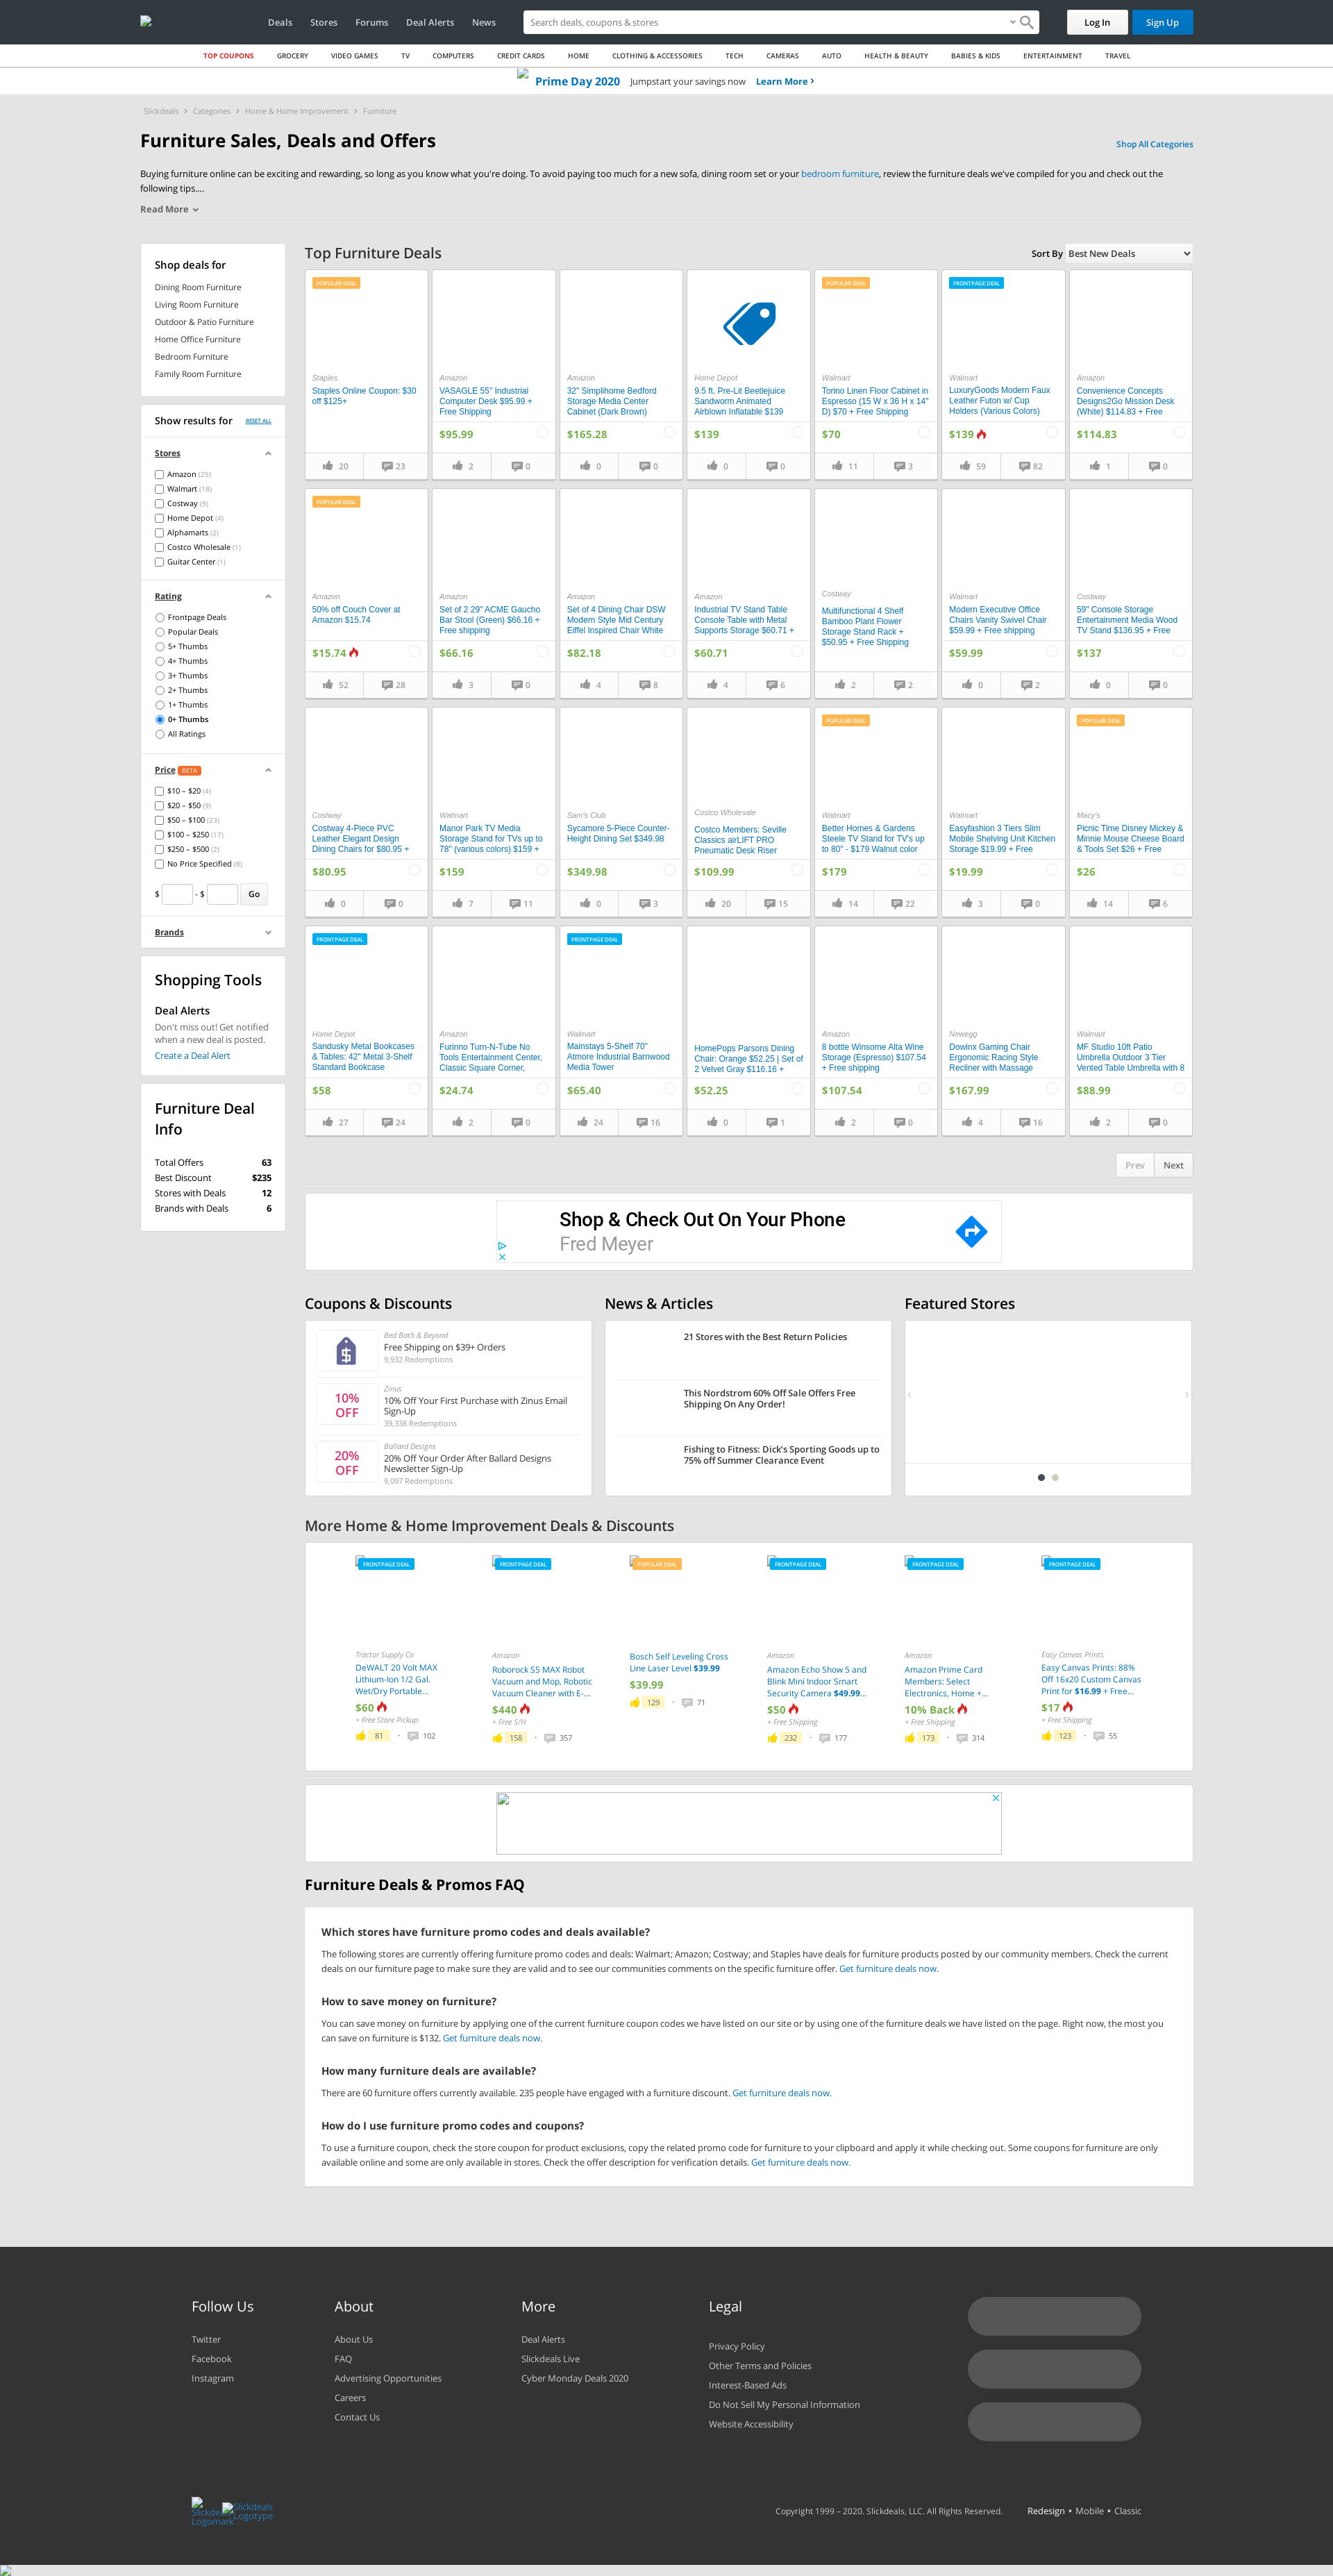 Deals
Stores
Forums
Deal Alerts
News
Search deals, coupons & stores
Log In
Sign Up
TOP COUPONS
GROCERY
VIDEO GAMES
TV
COMPUTERS
CREDIT CARDS
HOME
CLOTHING & ACCESSORIES
TECH
CAMERAS
AUTO
HEALTH & BEAUTY
BABIES & KIDS
ENTERTAINMENT
TRAVEL
Prime Day 2020 Jumpstart your savings now Learn More ›
Slickdeals › Categories › Home & Home Improvement › Furniture
Furniture Sales, Deals and Offers
Shop All Categories
Buying furniture online can be exciting and rewarding, so long as you know what you're doing. To avoid paying too much for a new sofa, dining room set or your bedroom furniture, review the furniture deals we've compiled for you and check out the
following tips....
Read More
Shop deals for
Dining Room Furniture
Living Room Furniture
Outdoor & Patio Furniture
Home Office Furniture
Bedroom Furniture
Family Room Furniture
Show results for
RESET ALL
Stores
Amazon (25)
Walmart (18)
Costway (9)
Home Depot (4)
Alphamarts (2)
Costco Wholesale (1)
Guitar Center (1)
Rating
Frontpage Deals
Popular Deals
5+ Thumbs
4+ Thumbs
3+ Thumbs
2+ Thumbs
1+ Thumbs
0+ Thumbs
All Ratings
Price BETA
$10 – $20 (4)
$20 – $50 (9)
$50 – $100 (23)
$100 – $250 (17)
$250 – $500 (2)
No Price Specified (8)
$ - $ Go
Brands
Shopping Tools
Deal Alerts
Don't miss out! Get notified
when a new deal is posted.
Create a Deal Alert
Furniture Deal
Info
Total Offers 63
Best Discount $235
Stores with Deals 12
Brands with Deals 6
Top Furniture Deals
Sort By Best New Deals
POPULAR DEAL
Staples
Staples Online Coupon: $30
off $125+
20 23
Amazon
VASAGLE 55" Industrial
Computer Desk $95.99 +
Free Shipping
$95.99
2 0
Amazon
32" Simplihome Bedford
Storage Media Center
Cabinet (Dark Brown)
$165.28
0 0
Home Depot
9.5 ft. Pre-Lit Beetlejuice
Sandworm Animated
Airblown Inflatable $139
$139
0 0
POPULAR DEAL
Walmart
Torino Linen Floor Cabinet in
Espresso (15 W x 36 H x 14"
D) $70 + Free Shipping
$70
11 3
FRONTPAGE DEAL
Walmart
LuxuryGoods Modern Faux
Leather Futon w/ Cup
Holders (Various Colors)
$139
59 82
Amazon
Convenience Concepts
Designs2Go Mission Desk
(White) $114.83 + Free
$114.83
1 0
POPULAR DEAL
Amazon
50% off Couch Cover at
Amazon $15.74
$15.74
52 28
Amazon
Set of 2 29" ACME Gaucho
Bar Stool (Green) $66.16 +
Free shipping
$66.16
3 0
Amazon
Set of 4 Dining Chair DSW
Modern Style Mid Century
Eiffel Inspired Chair White
$82.18
4 8
Amazon
Industrial TV Stand Table
Console Table with Metal
Supports Storage $60.71 +
$60.71
4 6
Costway
Multifunctional 4 Shelf
Bamboo Plant Flower
Storage Stand Rack +
$50.95 + Free Shipping
2 2
Walmart
Modern Executive Office
Chairs Vanity Swivel Chair
$59.99 + Free shipping
$59.99
0 2
Costway
59" Console Storage
Entertainment Media Wood
TV Stand $136.95 + Free
$137
0 0
Costway
Costway 4-Piece PVC
Leather Elegant Design
Dining Chairs for $80.95 +
$80.95
0 0
Walmart
Manor Park TV Media
Storage Stand for TVs up to
78" (various colors) $159 +
$159
7 11
Sam's Club
Sycamore 5-Piece Counter-
Height Dining Set $349.98
$349.98
0 3
Costco Wholesale
Costco Members: Seville
Classics airLIFT PRO
Pneumatic Desk Riser
$109.99
20 15
POPULAR DEAL
Walmart
Better Homes & Gardens
Steele TV Stand for TV's up
to 80" - $179 Walnut color
$179
14 22
Walmart
Easyfashion 3 Tiers Slim
Mobile Shelving Unit Kitchen
Storage $19.99 + Free
$19.99
3 0
POPULAR DEAL
Macy's
Picnic Time Disney Mickey &
Minnie Mouse Cheese Board
& Tools Set $26 + Free
$26
14 6
FRONTPAGE DEAL
Home Depot
Sandusky Metal Bookcases
& Tables: 42" Metal 3-Shelf
Standard Bookcase
$58
27 24
Amazon
Furinno Turn-N-Tube No
Tools Entertainment Center,
Classic Square Corner,
$24.74
2 0
FRONTPAGE DEAL
Walmart
Mainstays 5-Shelf 70"
Atmore Industrial Barnwood
Media Tower
$65.40
24 16
HomePops Parsons Dining
Chair: Orange $52.25 | Set of
2 Velvet Gray $116.16 +
$52.25
0 1
Amazon
8 bottle Winsome Alta Wine
Storage (Espresso) $107.54
+ Free shipping
$107.54
2 0
Newegg
Dowinx Gaming Chair
Ergonomic Racing Style
Recliner with Massage
$167.99
4 16
Walmart
MF Studio 10ft Patio
Umbrella Outdoor 3 Tier
Vented Table Umbrella with 8
$88.99
2 0
Prev Next
Shop & Check Out On Your Phone
Fred Meyer
Coupons & Discounts
Bed Bath & Beyond
Free Shipping on $39+ Orders
9,932 Redemptions
10%
OFF
Zinus
10% Off Your First Purchase with Zinus Email
Sign-Up
39,338 Redemptions
20%
OFF
Ballard Designs
20% Off Your Order After Ballard Designs
Newsletter Sign-Up
9,097 Redemptions
News & Articles
21 Stores with the Best Return Policies
This Nordstrom 60% Off Sale Offers Free
Shipping On Any Order!
Fishing to Fitness: Dick's Sporting Goods up to
75% off Summer Clearance Event
Featured Stores
More Home & Home Improvement Deals & Discounts
FRONTPAGE DEAL
Tractor Supply Co
DeWALT 20 Volt MAX
Lithium-Ion 1/2 Gal.
Wet/Dry Portable...
$60
+ Free Store Pickup
81 · 102
FRONTPAGE DEAL
Amazon
Roborock S5 MAX Robot
Vacuum and Mop, Robotic
Vacuum Cleaner with E-...
$440
+ Free S/H
158 · 357
POPULAR DEAL
Bosch Self Leveling Cross
Line Laser Level $39.99
$39.99
129 · 71
FRONTPAGE DEAL
Amazon
Amazon Echo Show 5 and
Blink Mini Indoor Smart
Security Camera $49.99...
$50
+ Free Shipping
232 · 177
FRONTPAGE DEAL
Amazon
Amazon Prime Card
Members: Select
Electronics, Home +...
10% Back
+ Free Shipping
173 · 314
FRONTPAGE DEAL
Easy Canvas Prints
Easy Canvas Prints: 88%
Off 16x20 Custom Canvas
Print for $16.99 + Free...
$17
+ Free Shipping
123 · 55
Furniture Deals & Promos FAQ
Which stores have furniture promo codes and deals available?
The following stores are currently offering furniture promo codes and deals: Walmart; Amazon; Costway; and Staples have deals for furniture products posted by our community members. Check the current
deals on our furniture page to make sure they are valid and to see our communities comments on the specific furniture offer. Get furniture deals now.
How to save money on furniture?
You can save money on furniture by applying one of the current furniture coupon codes we have listed on our site or by using one of the furniture deals we have listed on the page. Right now, the most you
can save on furniture is $132. Get furniture deals now.
How many furniture deals are available?
There are 60 furniture offers currently available. 235 people have engaged with a furniture discount. Get furniture deals now.
How do I use furniture promo codes and coupons?
To use a furniture coupon, check the store coupon for product exclusions, copy the related promo code for furniture to your clipboard and apply it while checking out. Some coupons for furniture are only
available online and some are only available in stores. Check the offer description for verification details. Get furniture deals now.
Follow Us
Twitter
Facebook
Instagram
About
About Us
FAQ
Advertising Opportunities
Careers
Contact Us
More
Deal Alerts
Slickdeals Live
Cyber Monday Deals 2020
Legal
Privacy Policy
Other Terms and Policies
Interest-Based Ads
Do Not Sell My Personal Information
Website Accessibility
Slickdeals
Logomark
Slickdeals
Logotype
Copyright 1999 – 2020. Slickdeals, LLC. All Rights Reserved.
Redesign • Mobile • Classic